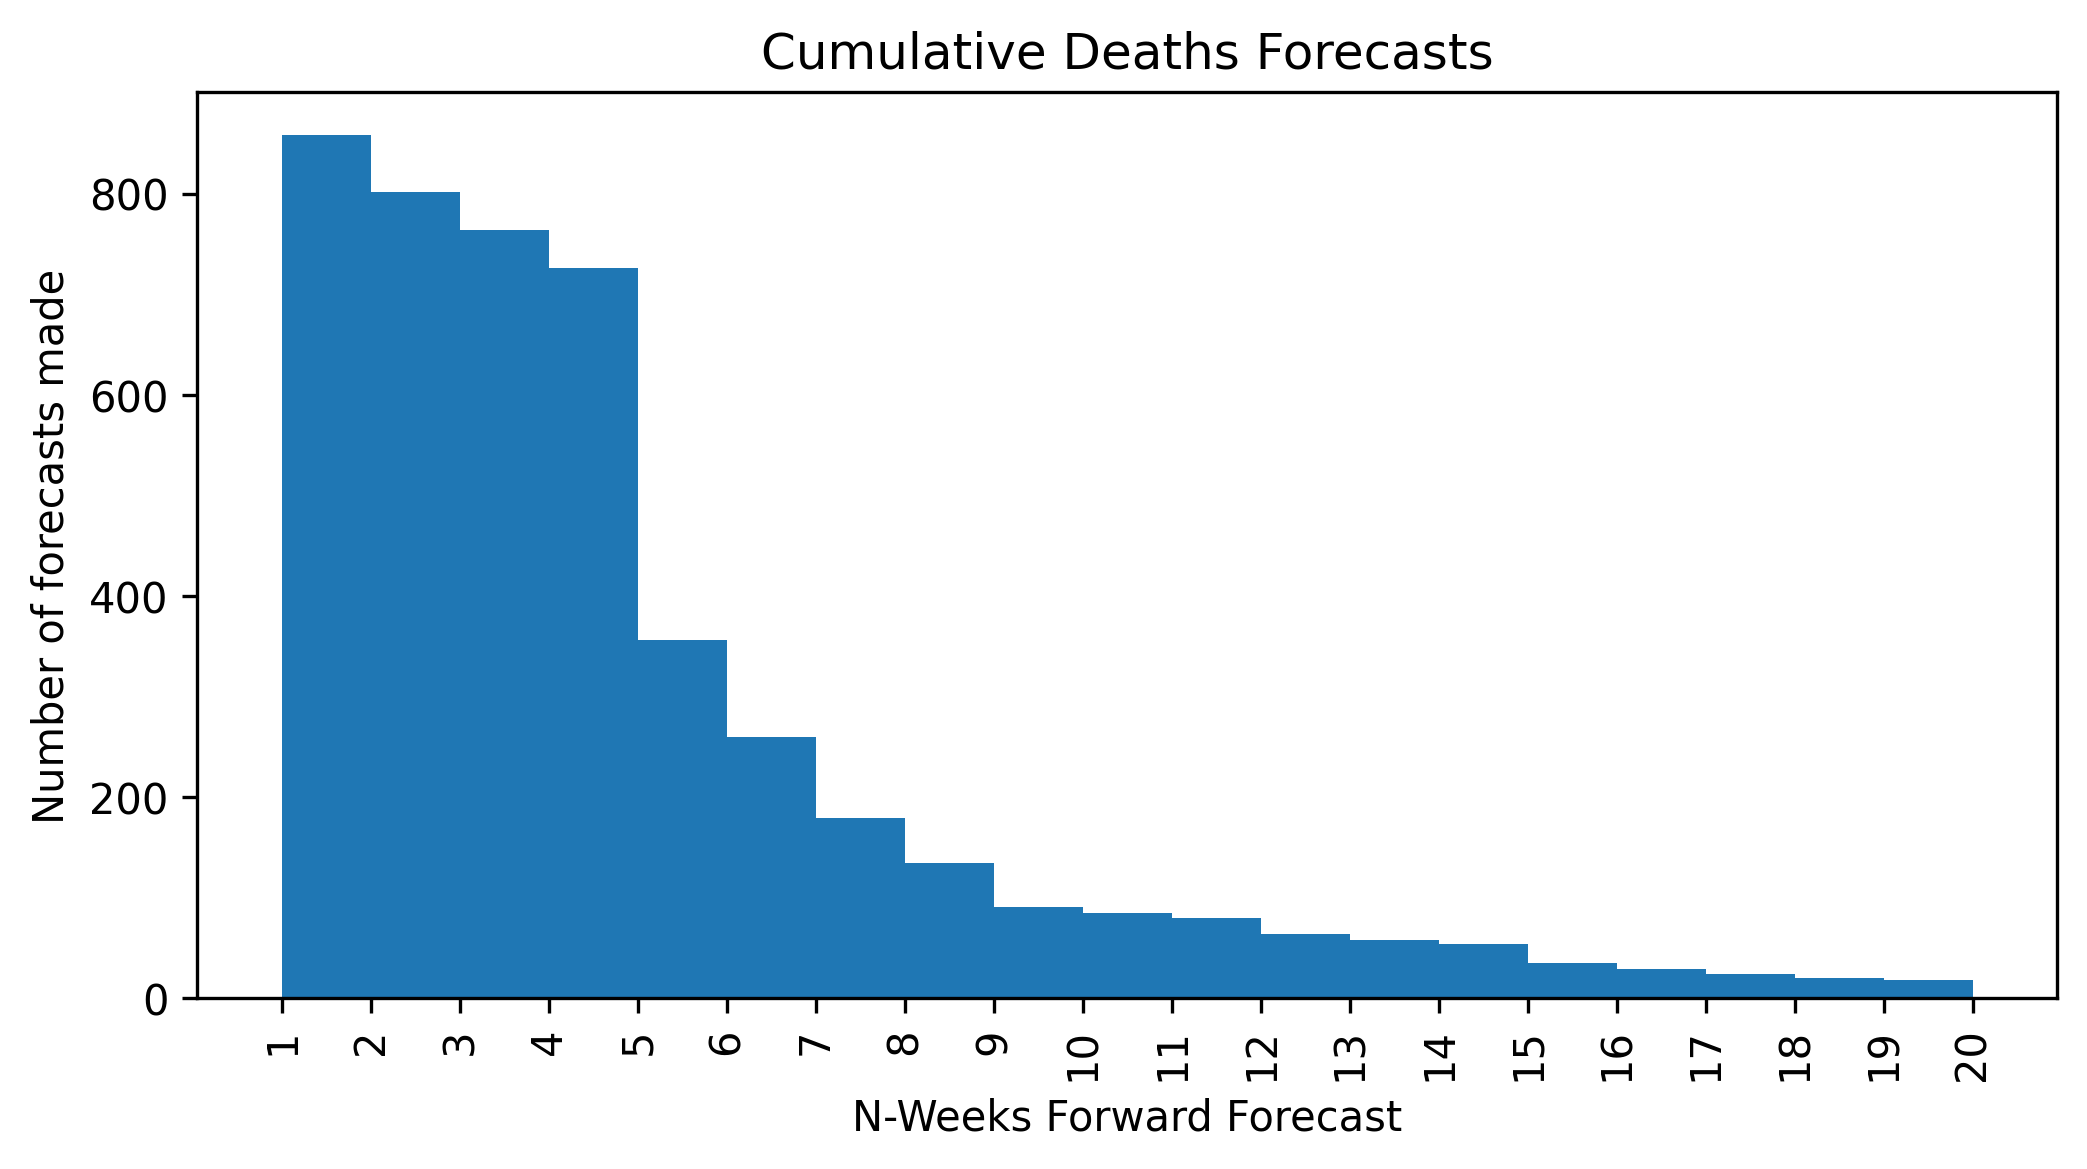 Cumulative Deaths Forecasts
Number of forecasts made
800
600
400
200
0
1 2 3 4 5 6 7 8 9 10 11 12 13 14 15 16 17 18 19 20
N-Weeks Forward Forecast